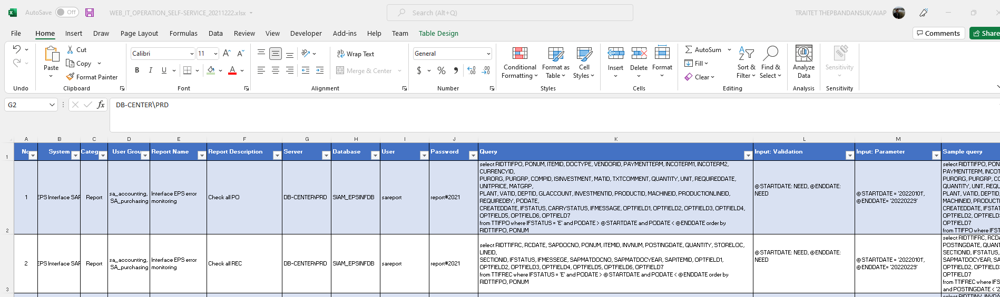 AutoSave Off WEB_IT_OPERATION_SELF-SERVICE_20211222.xlsx Search (Alt+Q) TRAITET THEPBANDANSUK/AIAP
File Home Insert Draw Page Layout Formulas Data Review View Developer Add-ins Help Team Table Design Comments Share
Cut
Copy
Format Painter
Paste
Calibri 11
B I U
Wrap Text
Merge & Center
General
$ % 9
Conditional Formatting
Format as Table
Cell Styles
Insert Delete Format
AutoSum
Fill
Clear
Sort & Filter
Find & Select
Analyze Data
Sensitivity
Undo Clipboard Font Alignment Number Styles Cells Editing Analysis Sensitivity
G2 fx DB-CENTER\PRD
A B C D E F G H I J K L M
1 No System Categ User Grou Report Name Report Description Server Database User Password Query Input: Validation Input: Parameter Sample query
2
1
EPS Interface SAP
Report
sa_accounting,
SA_purchasing
Interface EPS error
monitoring
Check all PO
DB-CENTER\PRD
SIAM_EPSINFDB
sareport
report#2021
select RIDTTIFPO, PONUM, ITEMID, DOCTYPE, VENDORID, PAYMENTTERM, INCOTERM1, INCOTERM2,
CURRENCYID,
PURORG, PURGRP, COMPID, ISINVESTMENT, MATID, TXTCOMMENT, QUANTITY, UNIT, REQUIREDDATE,
UNITPRICE, MATGRP,
PLANT, VATID, DEPTID, GLACCOUNT, INVESTMENTID, PRODUCTID, MACHINEID, PRODUCTIONLINEID,
REQUIREDBY, PODATE,
CREATEDDATE, IFSTATUS, CARRYSTATUS, IFMESSAGE, OPTFIELD1, OPTFIELD2, OPTFIELD3, OPTFIELD4,
OPTFIELD5, OPTFIELD6, OPTFIELD7
from TTIFPO where IFSTATUS = 'E' and PODATE > @STARTDATE and PODATE < @ENDDATE order by
RIDTTIFPO, PONUM
@STARTDATE: NEED, @ENDDATE:
NEED
@STARTDATE = '20220101',
@ENDDATE= '20220229'
select RIDTTIFPO, PON
PAYMENTTERM, INCOT
PURORG, PURGRP, CO
QUANTITY, UNIT, REQU
PLANT, VATID, DEPTID,
MACHINEID, PRODUCTI
CREATEDDATE, IFSTAT
OPTFIELD2, OPTFIELD3
OPTFIELD7
from TTIFPO where IFST
3
2
EPS Interface SAP
Report
sa_accounting,
SA_purchasing
Interface EPS error
monitoring
Check all REC
DB-CENTER\PRD
SIAM_EPSINFDB
sareport
report#2021
select RIDTTIFRC, RCDATE, SAPDOCNO, PONUM, ITEMID, INVNUM, POSTINGDATE, QUANTITY, STORELOC,
LINEID,
SECTIONID, IFSTATUS, IFMESSEGE, SAPMATDOCNO, SAPMATDOCYEAR, SAPITEMID, OPTFIELD1,
OPTFIELD2, OPTFIELD3, OPTFIELD4, OPTFIELD5, OPTFIELD6, OPTFIELD7
from TTIFREC where IFSTATUS = 'E' and PODATE > @STARTDATE and PODATE < @ENDDATE order by
RIDTTIFPO, PONUM
@STARTDATE: NEED, @ENDDATE:
NEED
@STARTDATE = '20220101',
@ENDDATE= '20220229'
select RIDTTIFRC, RCDA
POSTINGDATE, QUANT
SECTIONID, IFSTATUS,
SAPMATDOCYEAR, SA
OPTFIELD2, OPTFIELD3
OPTFIELD7
from TTIFREC where IFS
and POSTINGDATE < '2